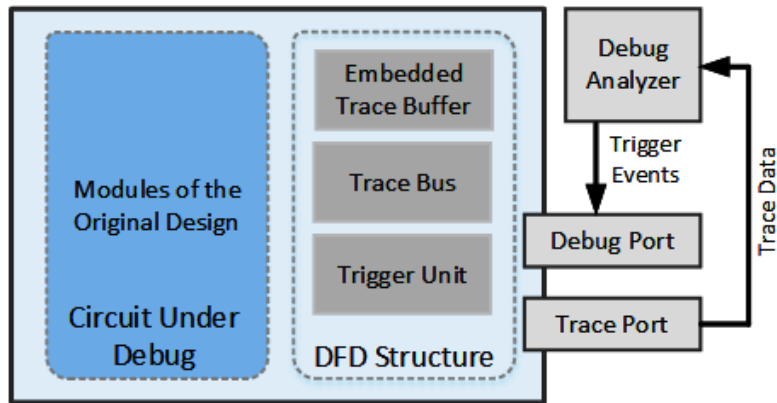 Modules of the
Original Design
Circuit Under
Debug
Embedded
Trace Buffer
Trace Bus
Trigger Unit
DFD Structure
Debug
Analyzer
Trigger
Events
Debug Port
Trace Port
Trace Data